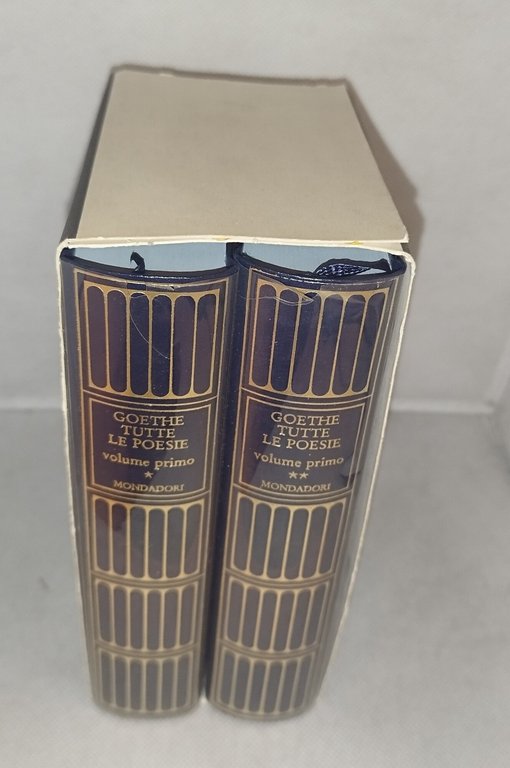 GOETHE
TUTTE
LE POESIE
volume primo
*
MONDADORI
GOETHE
TUTTE
LE POESIE
volume primo
**
MONDADORI